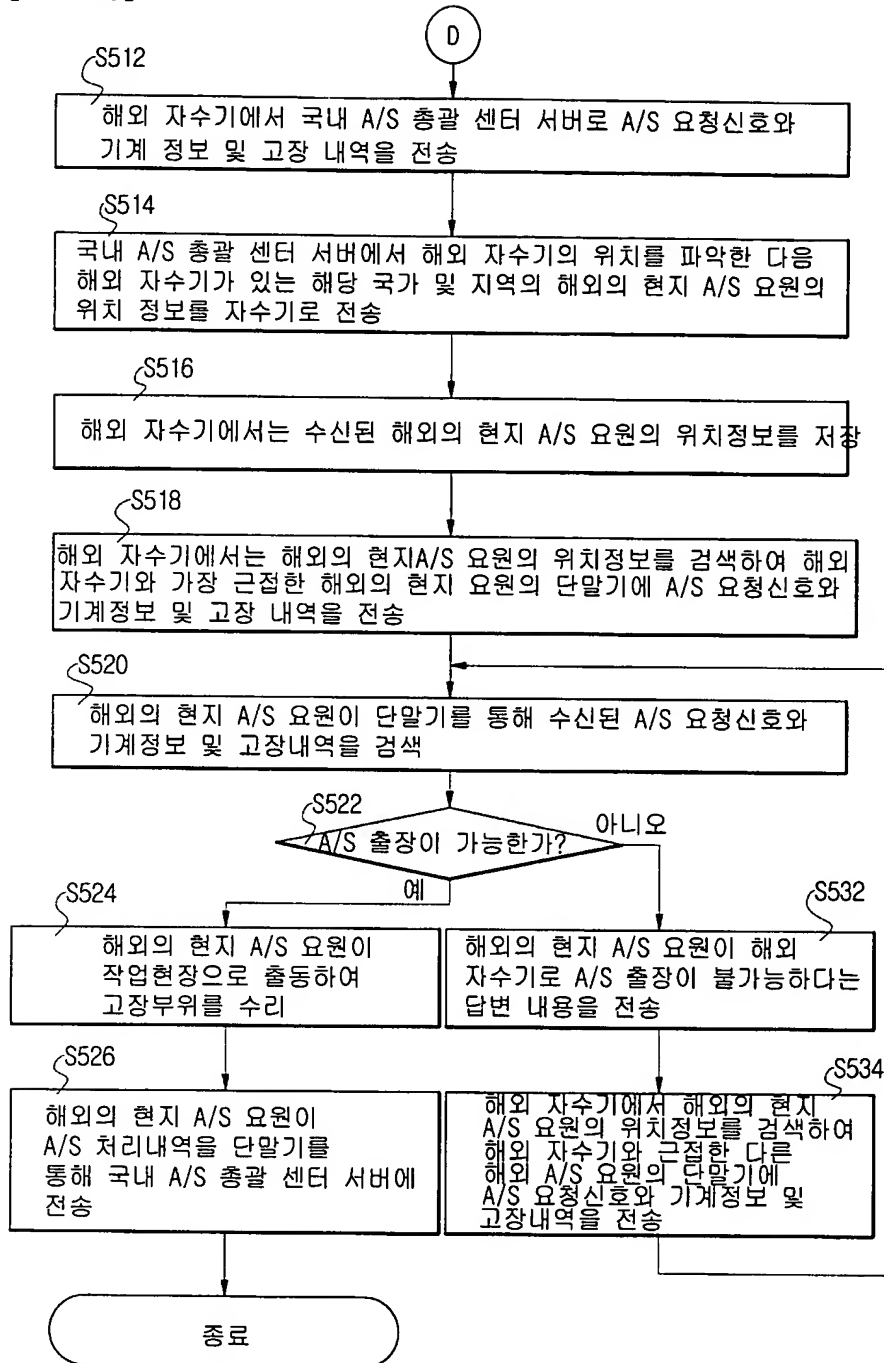 D
S512
해외 자수기에서 국내 A/S 총괄 센터 서버로 A/S 요청신호와
기계 정보 및 고장 내역을 전송
S514
국내 A/S 총괄 센터 서버에서 해외 자수기의 위치를 파악한 다음
해외 자수기가 있는 해당 국가 및 지역의 해외의 현지 A/S 요원의
위치 정보를 자수기로 전송
S516
해외 자수기에서는 수신된 해외의 현지 A/S 요원의 위치정보를 저장
S518
해외 자수기에서는 해외의 현지A/S 요원의 위치정보를 검색하여 해외
자수기와 가장 근접한 해외의 현지 요원의 단말기에 A/S 요청신호와
기계정보 및 고장 내역을 전송
S520
해외의 현지 A/S 요원이 단말기를 통해 수신된 A/S 요청신호와
기계정보 및 고장내역을 검색
S522
A/S 출장이 가능한가?
아니오
예
S524
해외의 현지 A/S 요원이
작업현장으로 출동하여
고장부위를 수리
S532
해외의 현지 A/S 요원이 해외
자수기로 A/S 출장이 불가능하다는
답변 내용을 전송
S526
해외의 현지 A/S 요원이
A/S 처리내역을 단말기를
통해 국내 A/S 총괄 센터 서버에
전송
S534
해외 자수기에서 해외의 현지
A/S 요원의 위치정보를 검색하여
해외 자수기와 근접한 다른
해외 A/S 요원의 단말기에
A/S 요청신호와 기계정보 및
고장내역을 전송
종료